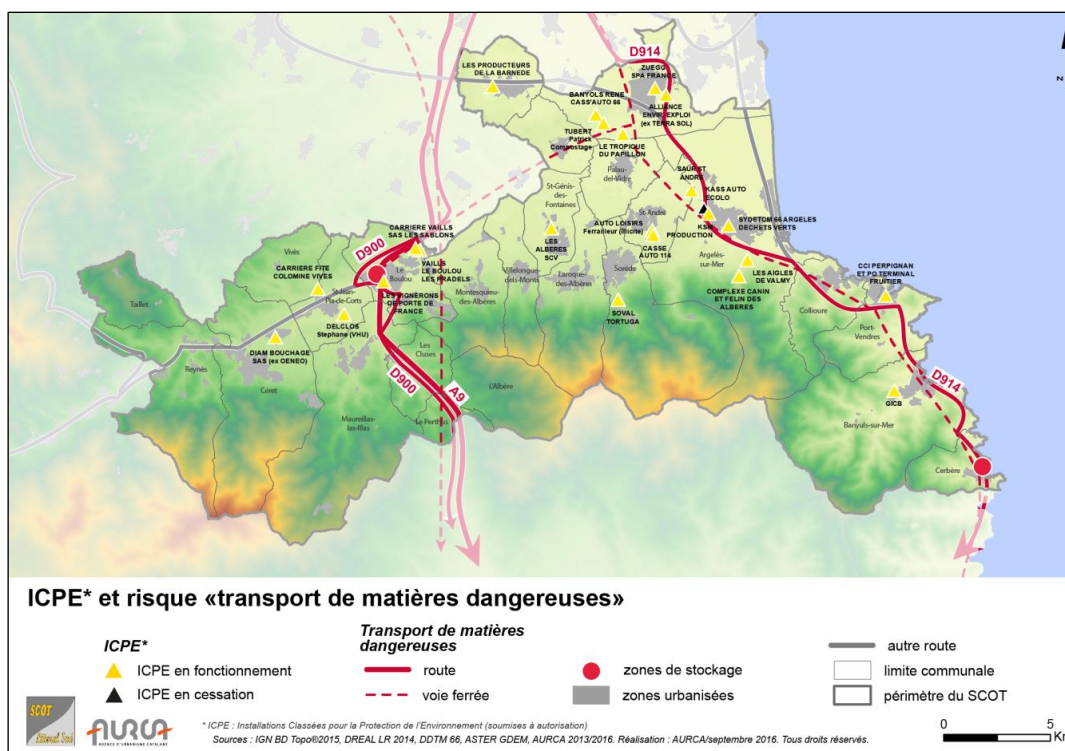 D914
ZUEGG
SPA FRANCE
LES PRODUCTEURS
DE LA BARNEDE
BANYOLS RENE
CASS'AUTO 66
ALLIANCE
ENVIR. EXPLOI
(ex TERRA SOL)
TUBERT
Patrick
Compostage
LE TROPIQUE
DU PAPILLON
Palau-
del-Vidre
SAUR ST
ANDRE
KASS AUTO
ECOLO
St-Génis-
des-
Fontaines
St-André
AUTO LOISIRS
Ferrailleur (illicite)
KSM
PRODUCTION
SYDETOM 66 ARGELES
DECHETS VERTS
CARRIERE VAILLS
SAS LES SABLONS
D900
Vivès
LES
ALBERES
SCV
CASSE
AUTO 114
Argelès-
sur-Mer
VAILLS
LE BOULOU
LES PRADELS
Le
Boulou
CARRIERE FITE
COLOMINE VIVES
Villelongue-
dels-Monts
Laroque-
des-Albères
Sorède
LES AIGLES
DE VALMY
CCI PERPIGNAN
ET PO TERMINAL
FRUITIER
Taillet
St-Jean-
Pla-de-Corts
Montesquieu-
des-Albères
LES VIGNERONS
DE PORTE DE
FRANCE
COMPLEXE CANIN
ET FELIN DES
ALBERES
Collioure
SOVAL
TORTUGA
DELCLOS
Stephane (VHU)
Port-
Vendres
DIAM BOUCHAGE
SAS (ex OENEO)
Les
Cluses
Reynès
Céret
D900
A9
L'Albère
D914
GICB
Maureillas-
las-Illas
Le Perthus
Banyuls-sur-Mer
Cerbère
ICPE* et risque «transport de matières dangereuses»
ICPE*
ICPE en fonctionnement
ICPE en cessation
Transport de matières
dangereuses
route
voie ferrée
zones de stockage
zones urbanisées
autre route
limite communale
périmètre du SCOT
SCOT
Littoral Sud
AURCA
AGENCE D'URBANISME CATALANE
* ICPE : Installations Classées pour la Protection de l'Environnement (soumises à autorisation)
Sources : IGN BD Topo®2015, DREAL LR 2014, DDTM 66, ASTER GDEM, AURCA 2013/2016. Réalisation : AURCA/septembre 2016. Tous droits réservés.
0 5